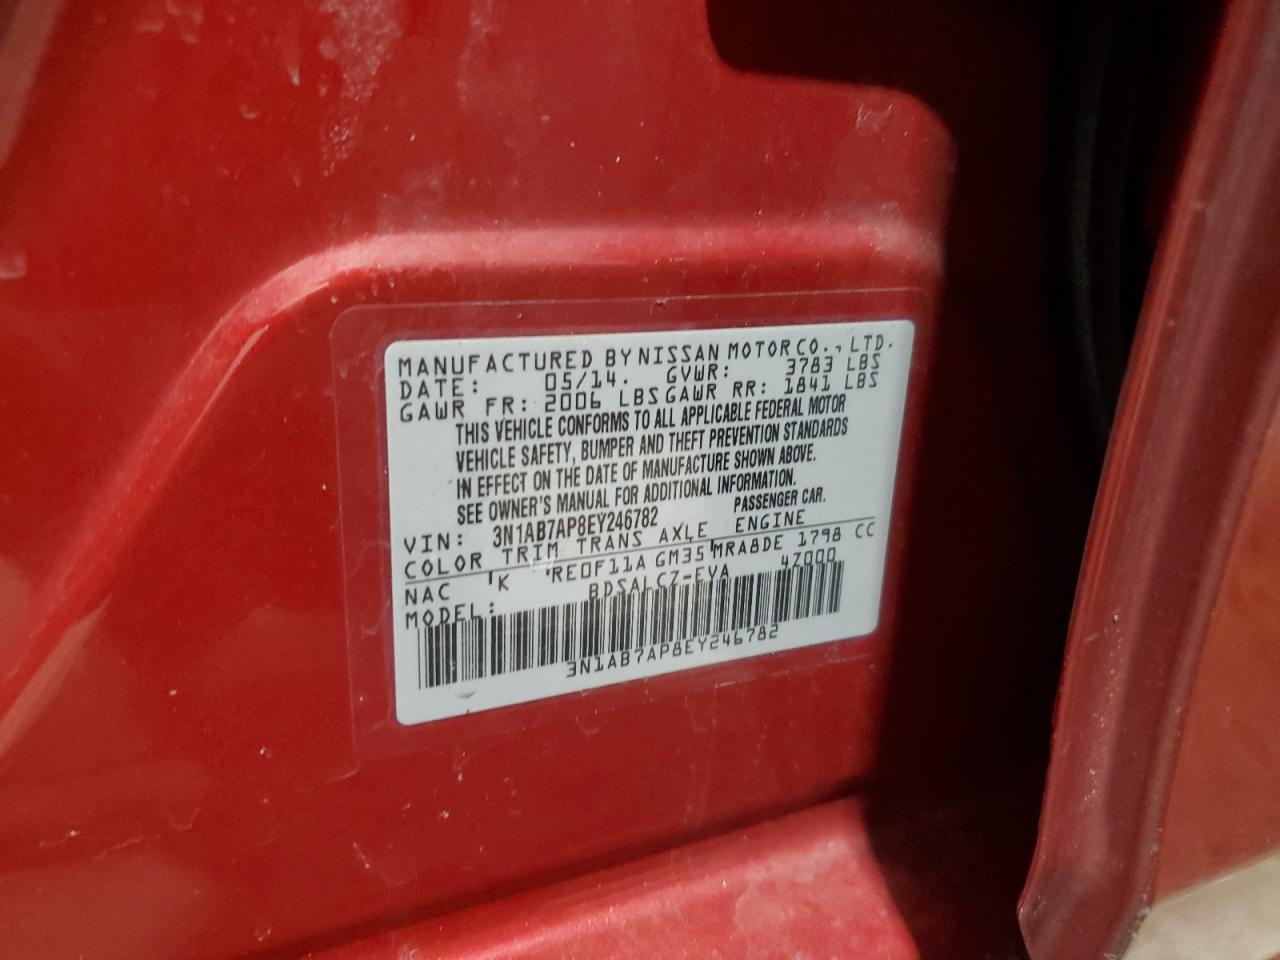 MANUFACTURED BY NISSAN MOTOR CO., LTD.
DATE: 05/14. GVWR: 3783 LBS
GAWR FR: 2006 LBS GAWR RR: 1841 LBS
THIS VEHICLE CONFORMS TO ALL APPLICABLE FEDERAL MOTOR
VEHICLE SAFETY, BUMPER AND THEFT PREVENTION STANDARDS
IN EFFECT ON THE DATE OF MANUFACTURE SHOWN ABOVE.
SEE OWNER'S MANUAL FOR ADDITIONAL INFORMATION.
VIN: 3N1AB7AP8EY246782 PASSENGER CAR.
COLOR TRIM TRANS AXLE ENGINE
NAC K RE0F11A GM35 MRA8DE 1798 CC
MODEL: BDSALCZ-EVA 4Z000
3N1AB7AP8EY246782